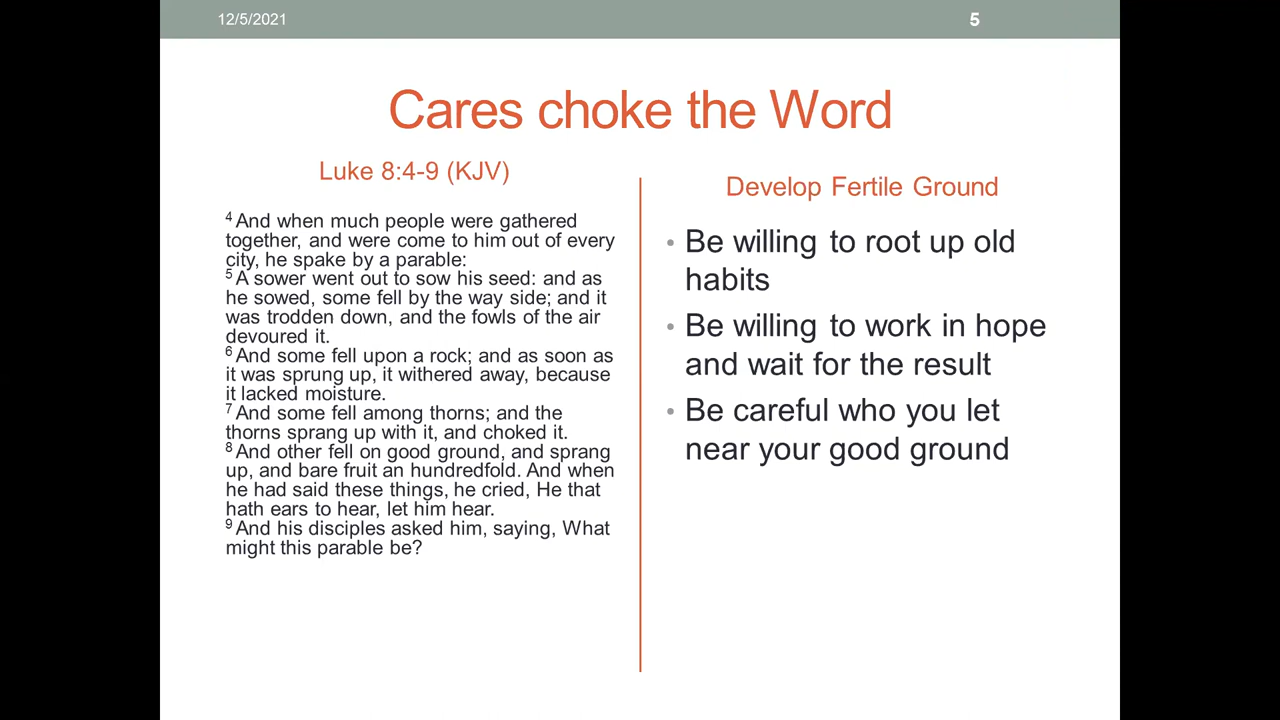 12/5/2021
5
Cares choke the Word
Luke 8:4-9 (KJV)
4 And when much people were gathered
together, and were come to him out of every
city, he spake by a parable:
5 A sower went out to sow his seed: and as
he sowed, some fell by the way side; and it
was trodden down, and the fowls of the air
devoured it.
6 And some fell upon a rock; and as soon as
it was sprung up, it withered away, because
it lacked moisture.
7 And some fell among thorns; and the
thorns sprang up with it, and choked it.
8 And other fell on good ground, and sprang
up, and bare fruit an hundredfold. And when
he had said these things, he cried, He that
hath ears to hear, let him hear.
9 And his disciples asked him, saying, What
might this parable be?
Develop Fertile Ground
• Be willing to root up old
habits
• Be willing to work in hope
and wait for the result
• Be careful who you let
near your good ground